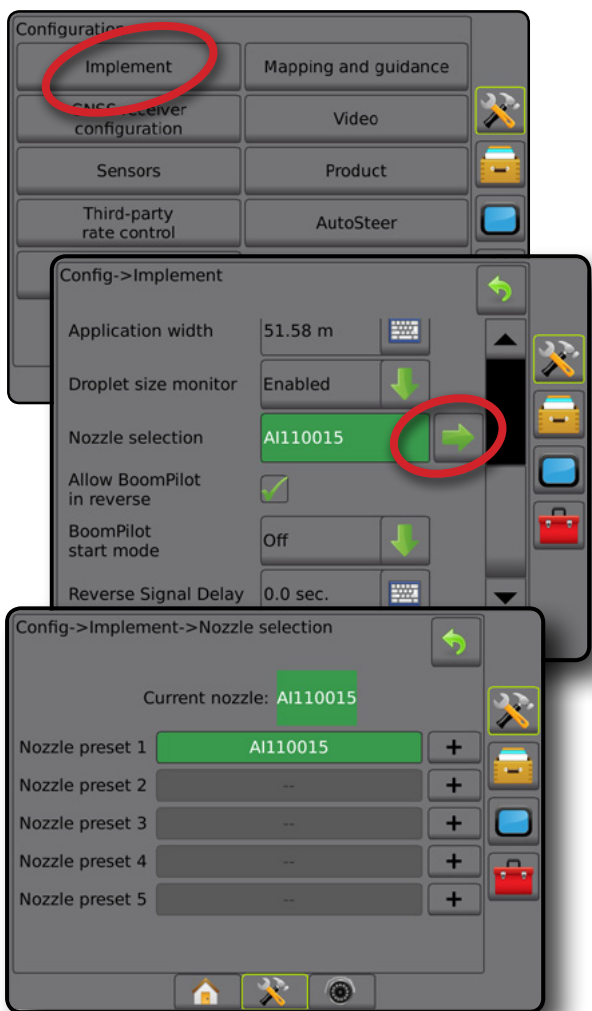 Configuration
Implement
Mapping and guidance
GNSS receiver
configuration
Video
Sensors
Product
Third-party
rate control
AutoSteer
Config->Implement
Application width
51.58 m
Droplet size monitor
Enabled
Nozzle selection
AI110015
Allow BoomPilot
in reverse
BoomPilot
start mode
Off
Reverse Signal Delay
0.0 sec.
Config->Implement->Nozzle selection
Current nozzle: AI110015
Nozzle preset 1 AI110015 +
Nozzle preset 2 -- +
Nozzle preset 3 -- +
Nozzle preset 4 -- +
Nozzle preset 5 -- +